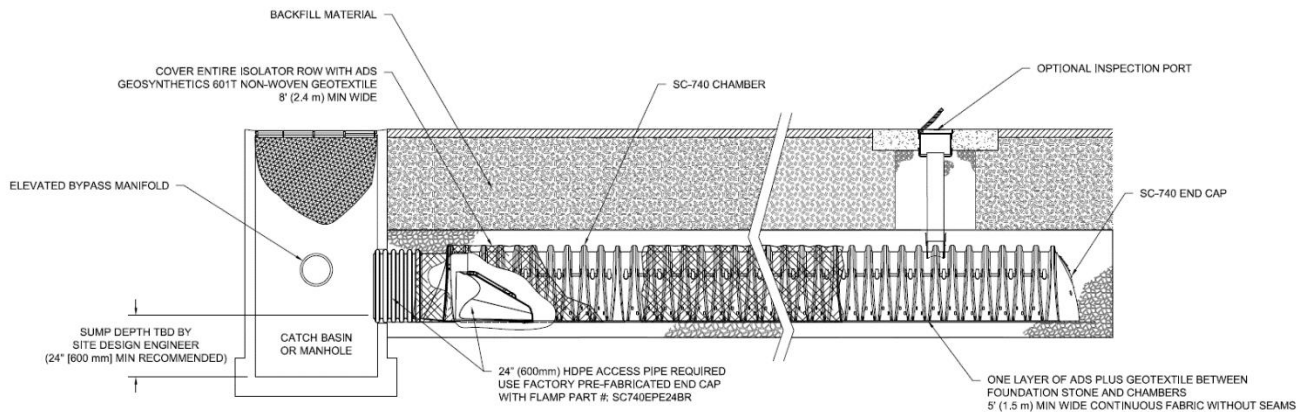 BACKFILL MATERIAL
COVER ENTIRE ISOLATOR ROW WITH ADS
GEOSYNTHETICS 601T NON-WOVEN GEOTEXTILE
8' (2.4 m) MIN WIDE
SC-740 CHAMBER
OPTIONAL INSPECTION PORT
ELEVATED BYPASS MANIFOLD
SC-740 END CAP
SUMP DEPTH TBD BY
SITE DESIGN ENGINEER
(24" [600 mm] MIN RECOMMENDED)
CATCH BASIN
OR MANHOLE
24" (600mm) HDPE ACCESS PIPE REQUIRED
USE FACTORY PRE-FABRICATED END CAP
WITH FLAMP PART #: SC740EPE24BR
ONE LAYER OF ADS PLUS GEOTEXTILE BETWEEN
FOUNDATION STONE AND CHAMBERS
5' (1.5 m) MIN WIDE CONTINUOUS FABRIC WITHOUT SEAMS